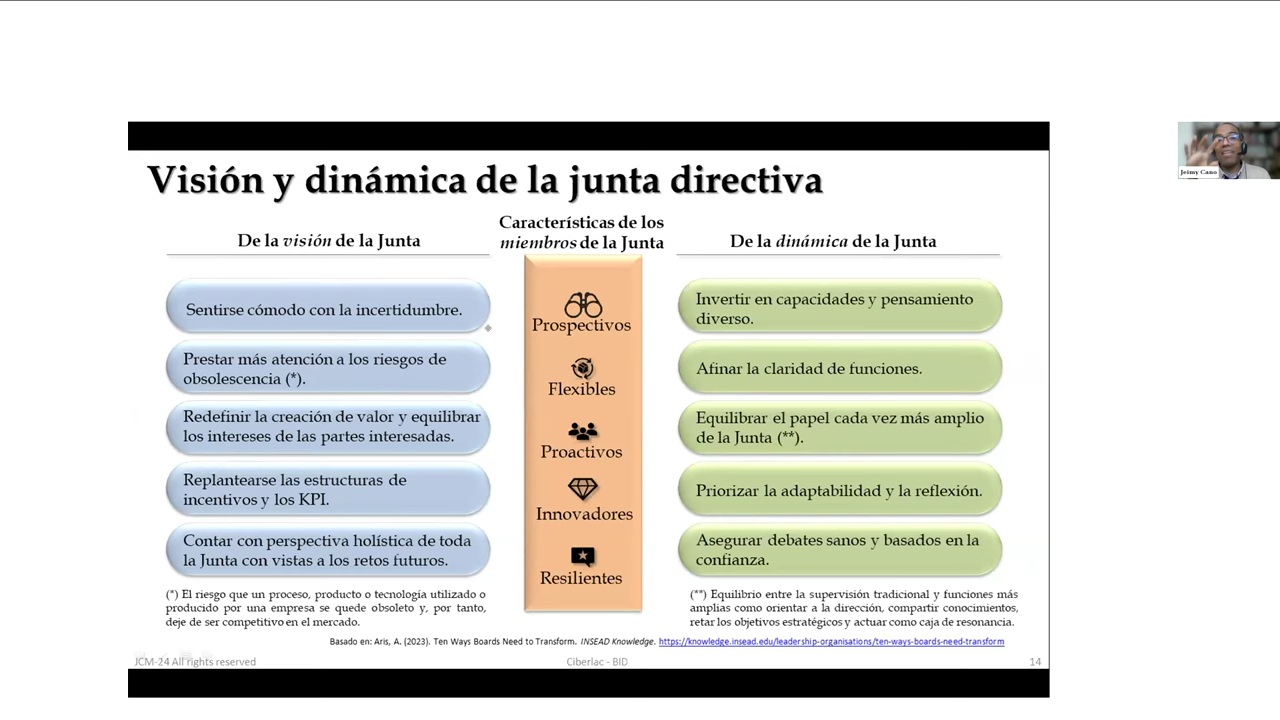 Visión y dinámica de la junta directiva
De la visión de la Junta
Sentirse cómodo con la incertidumbre.
Prestar más atención a los riesgos de
obsolescencia (*).
Redefinir la creación de valor y equilibrar
los intereses de las partes interesadas.
Replantearse las estructuras de
incentivos y los KPI.
Contar con perspectiva holística de toda
la Junta con vistas a los retos futuros.
(*) El riesgo que un proceso, producto o tecnología utilizado o
producido por una empresa se quede obsoleto y, por tanto,
deje de ser competitivo en el mercado.
Características de los
miembros de la Junta
Prospectivos
Flexibles
Proactivos
Innovadores
Resilientes
De la dinámica de la Junta
Invertir en capacidades y pensamiento
diverso.
Afinar la claridad de funciones.
Equilibrar el papel cada vez más amplio
de la Junta (**).
Priorizar la adaptabilidad y la reflexión.
Asegurar debates sanos y basados en la
confianza.
(**) Equilibrio entre la supervisión tradicional y funciones más
amplias como orientar a la dirección, compartir conocimientos,
retar los objetivos estratégicos y actuar como caja de resonancia.
Basado en: Aris, A. (2023). Ten Ways Boards Need to Transform. INSEAD Knowledge. https://knowledge.insead.edu/leadership-organisations/ten-ways-boards-need-transform
JCM-24 All rights reserved
Ciberlac - BID
14
Jeimy Cano